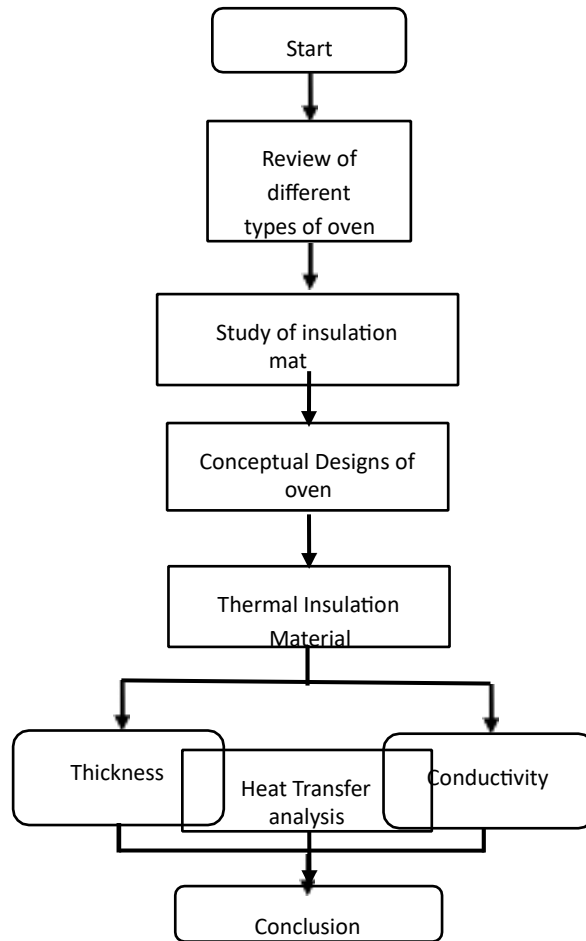 Start
Review of
different
types of oven
Study of insulation
mat
Conceptual Designs of
oven
Thermal Insulation
Material
Thickness
Heat Transfer
analysis
Conductivity
Conclusion